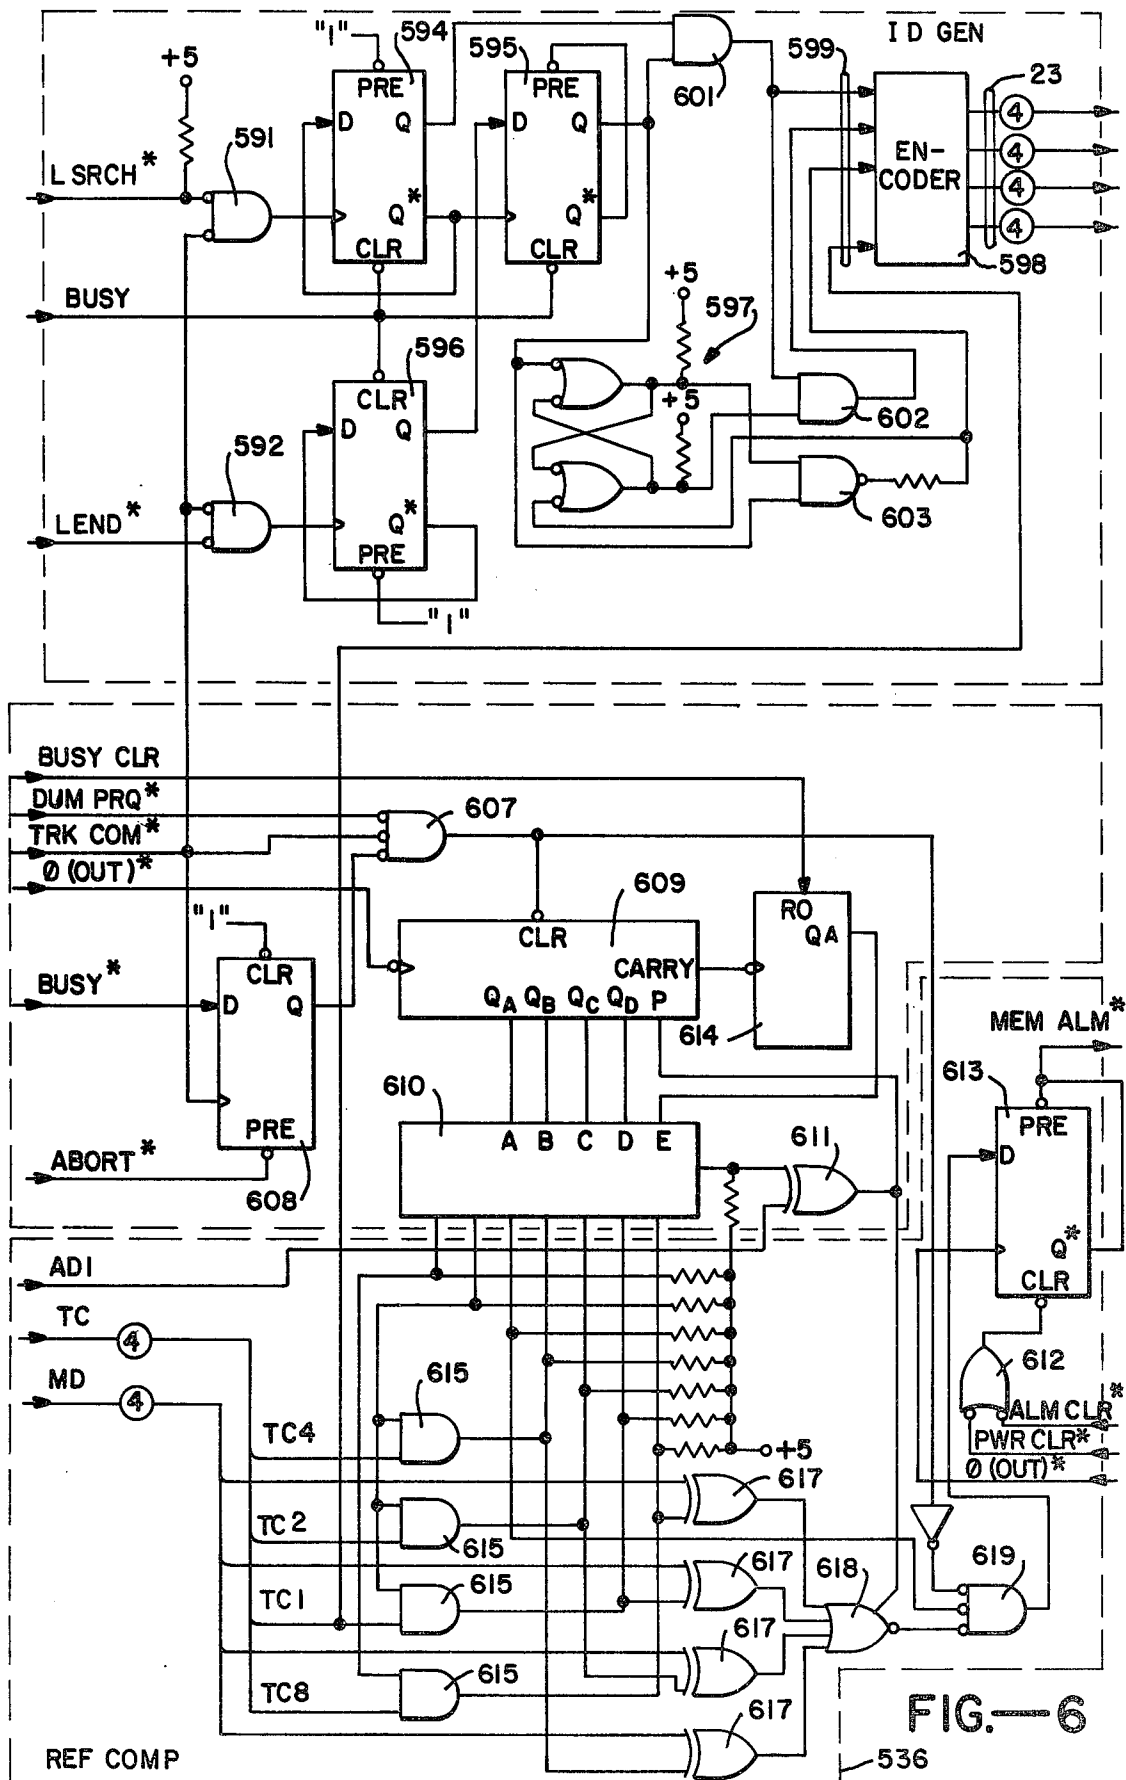 I D GEN
"1"
594
595
599
23
+5
PRE
PRE
601
591
D Q
D Q
EN-
CODER
4
4
4
4
L SRCH*
Q*
Q*
CLR
CLR
598
BUSY
+5
597
596
CLR
+5
D Q
602
592
603
LEND*
Q*
PRE
"1"
BUSY CLR
DUM PRQ*
607
TRK COM*
Ø (OUT)*
609
RO
QA
"1"
CLR
CLR
CARRY
BUSY*
D Q
QA QB QC QD P
614
MEM ALM*
610
613
PRE
PRE
A B C D E
611
D
ABORT*
608
Q*
ADI
CLR
TC
4
612
MD
4
615
ALM CLR*
TC4
+5
PWR CLR*
617
Ø (OUT)*
TC2
615
617
619
TC1
615
618
617
TC8
615
617
FIG.—6
REF COMP
536